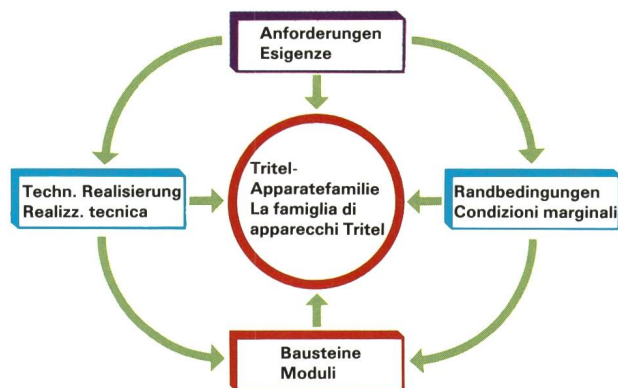 Anforderungen
Esigenze
Techn. Realisierung
Realizz. tecnica
Tritel-
Apparatefamilie
La famiglia di
apparecchi Tritel
Randbedingungen
Condizioni marginali
Bausteine
Moduli